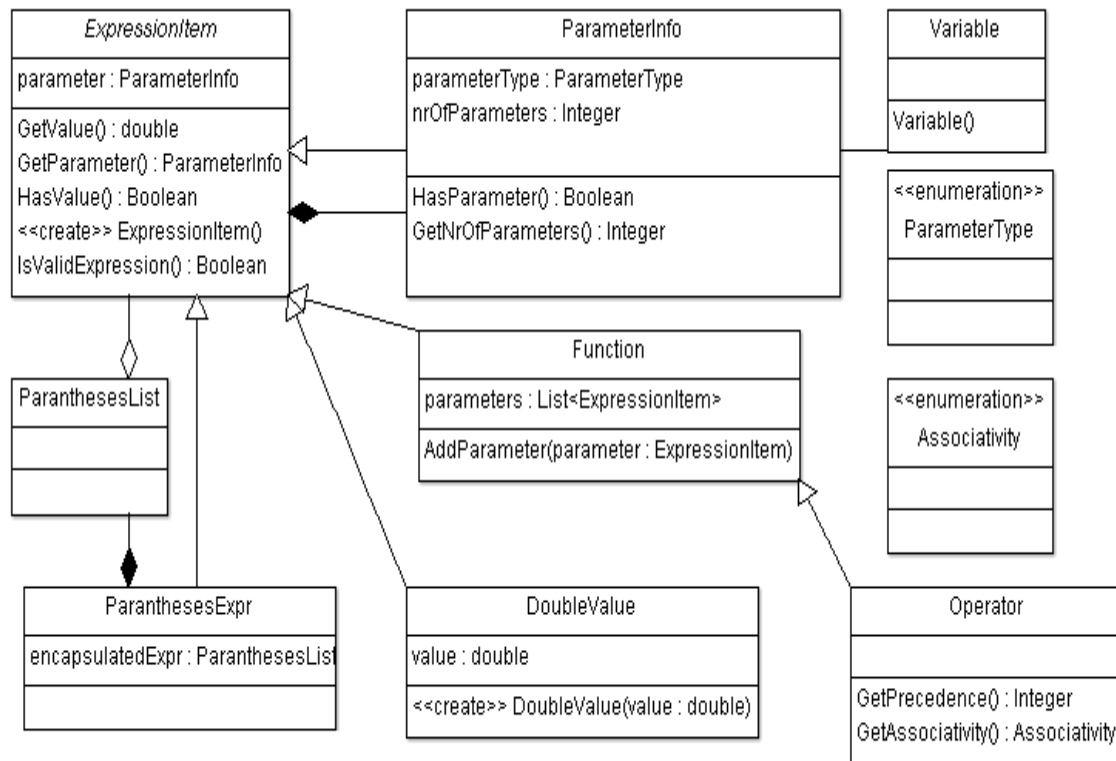 ExpressionItem
parameter : ParameterInfo
GetValue() : double
GetParameter() : ParameterInfo
HasValue() : Boolean
<<create>> ExpressionItem()
IsValidExpression() : Boolean
ParameterInfo
parameterType : ParameterType
nrOfParameters : Integer
HasParameter() : Boolean
GetNrOfParameters() : Integer
Variable
Variable()
<<enumeration>>
ParameterType
Function
parameters : List<ExpressionItem>
AddParameter(parameter : ExpressionItem)
<<enumeration>>
Associativity
ParanthesesList
ParanthesesExpr
encapsulatedExpr : ParanthesesList
DoubleValue
value : double
<<create>> DoubleValue(value : double)
Operator
GetPrecedence() : Integer
GetAssociativity() : Associativity